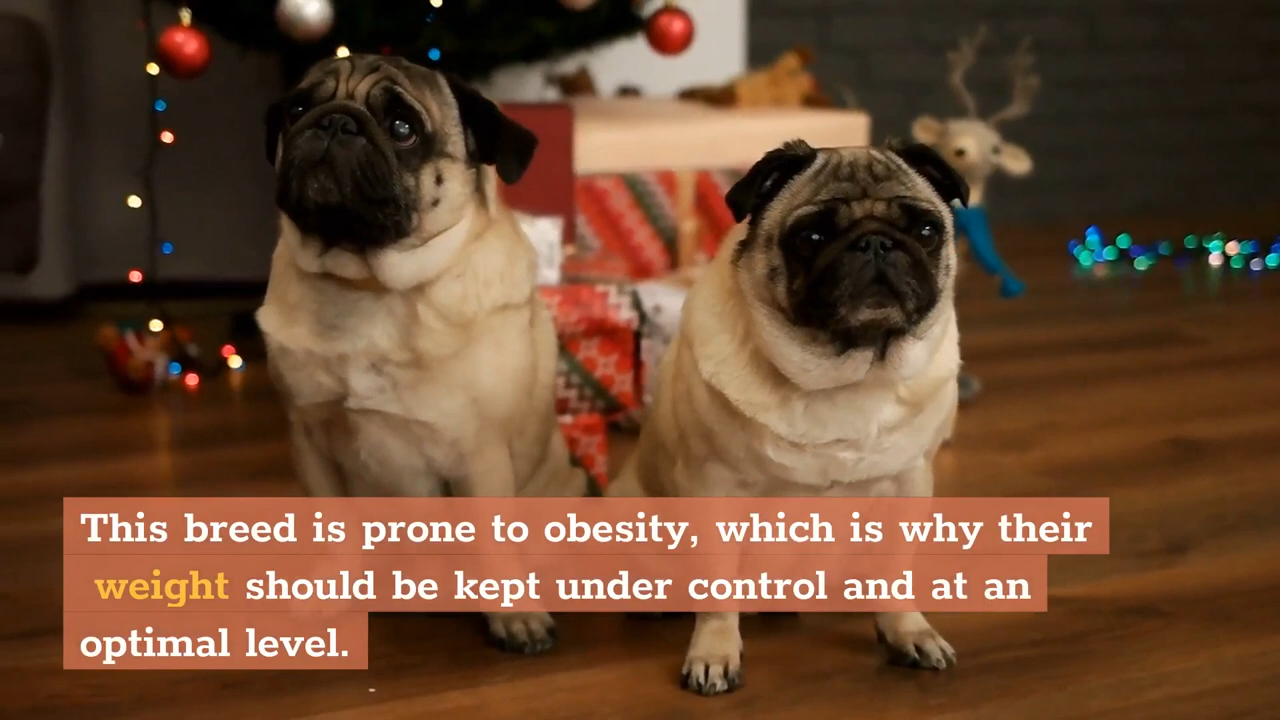 This breed is prone to obesity, which is why their
weight should be kept under control and at an
optimal level.